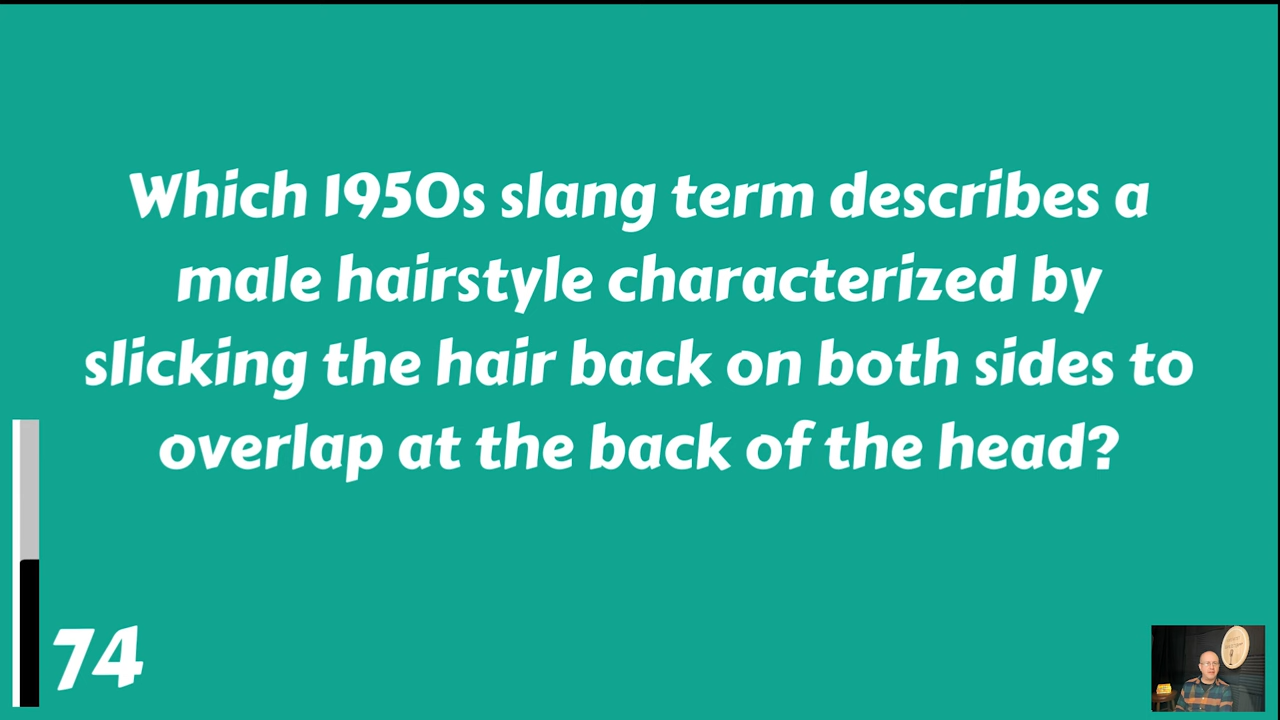 Which 1950s slang term describes a
male hairstyle characterized by
slicking the hair back on both sides to
overlap at the back of the head?
74